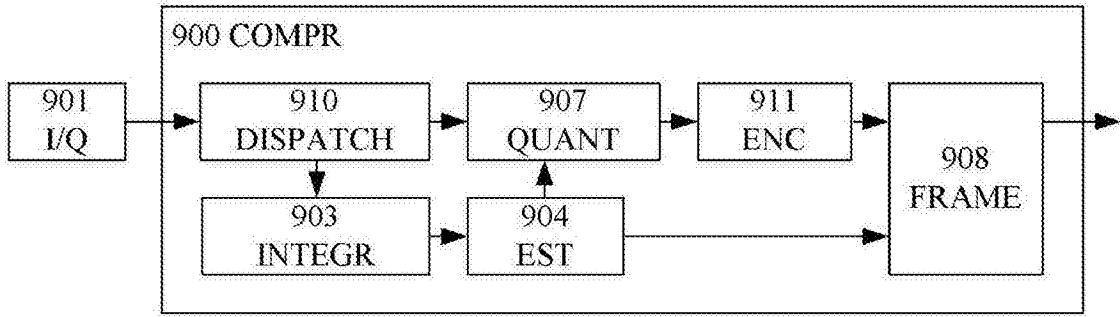 900 COMPR
901
I/Q
910
DISPATCH
907
QUANT
911
ENC
908
FRAME
903
INTEGR
904
EST